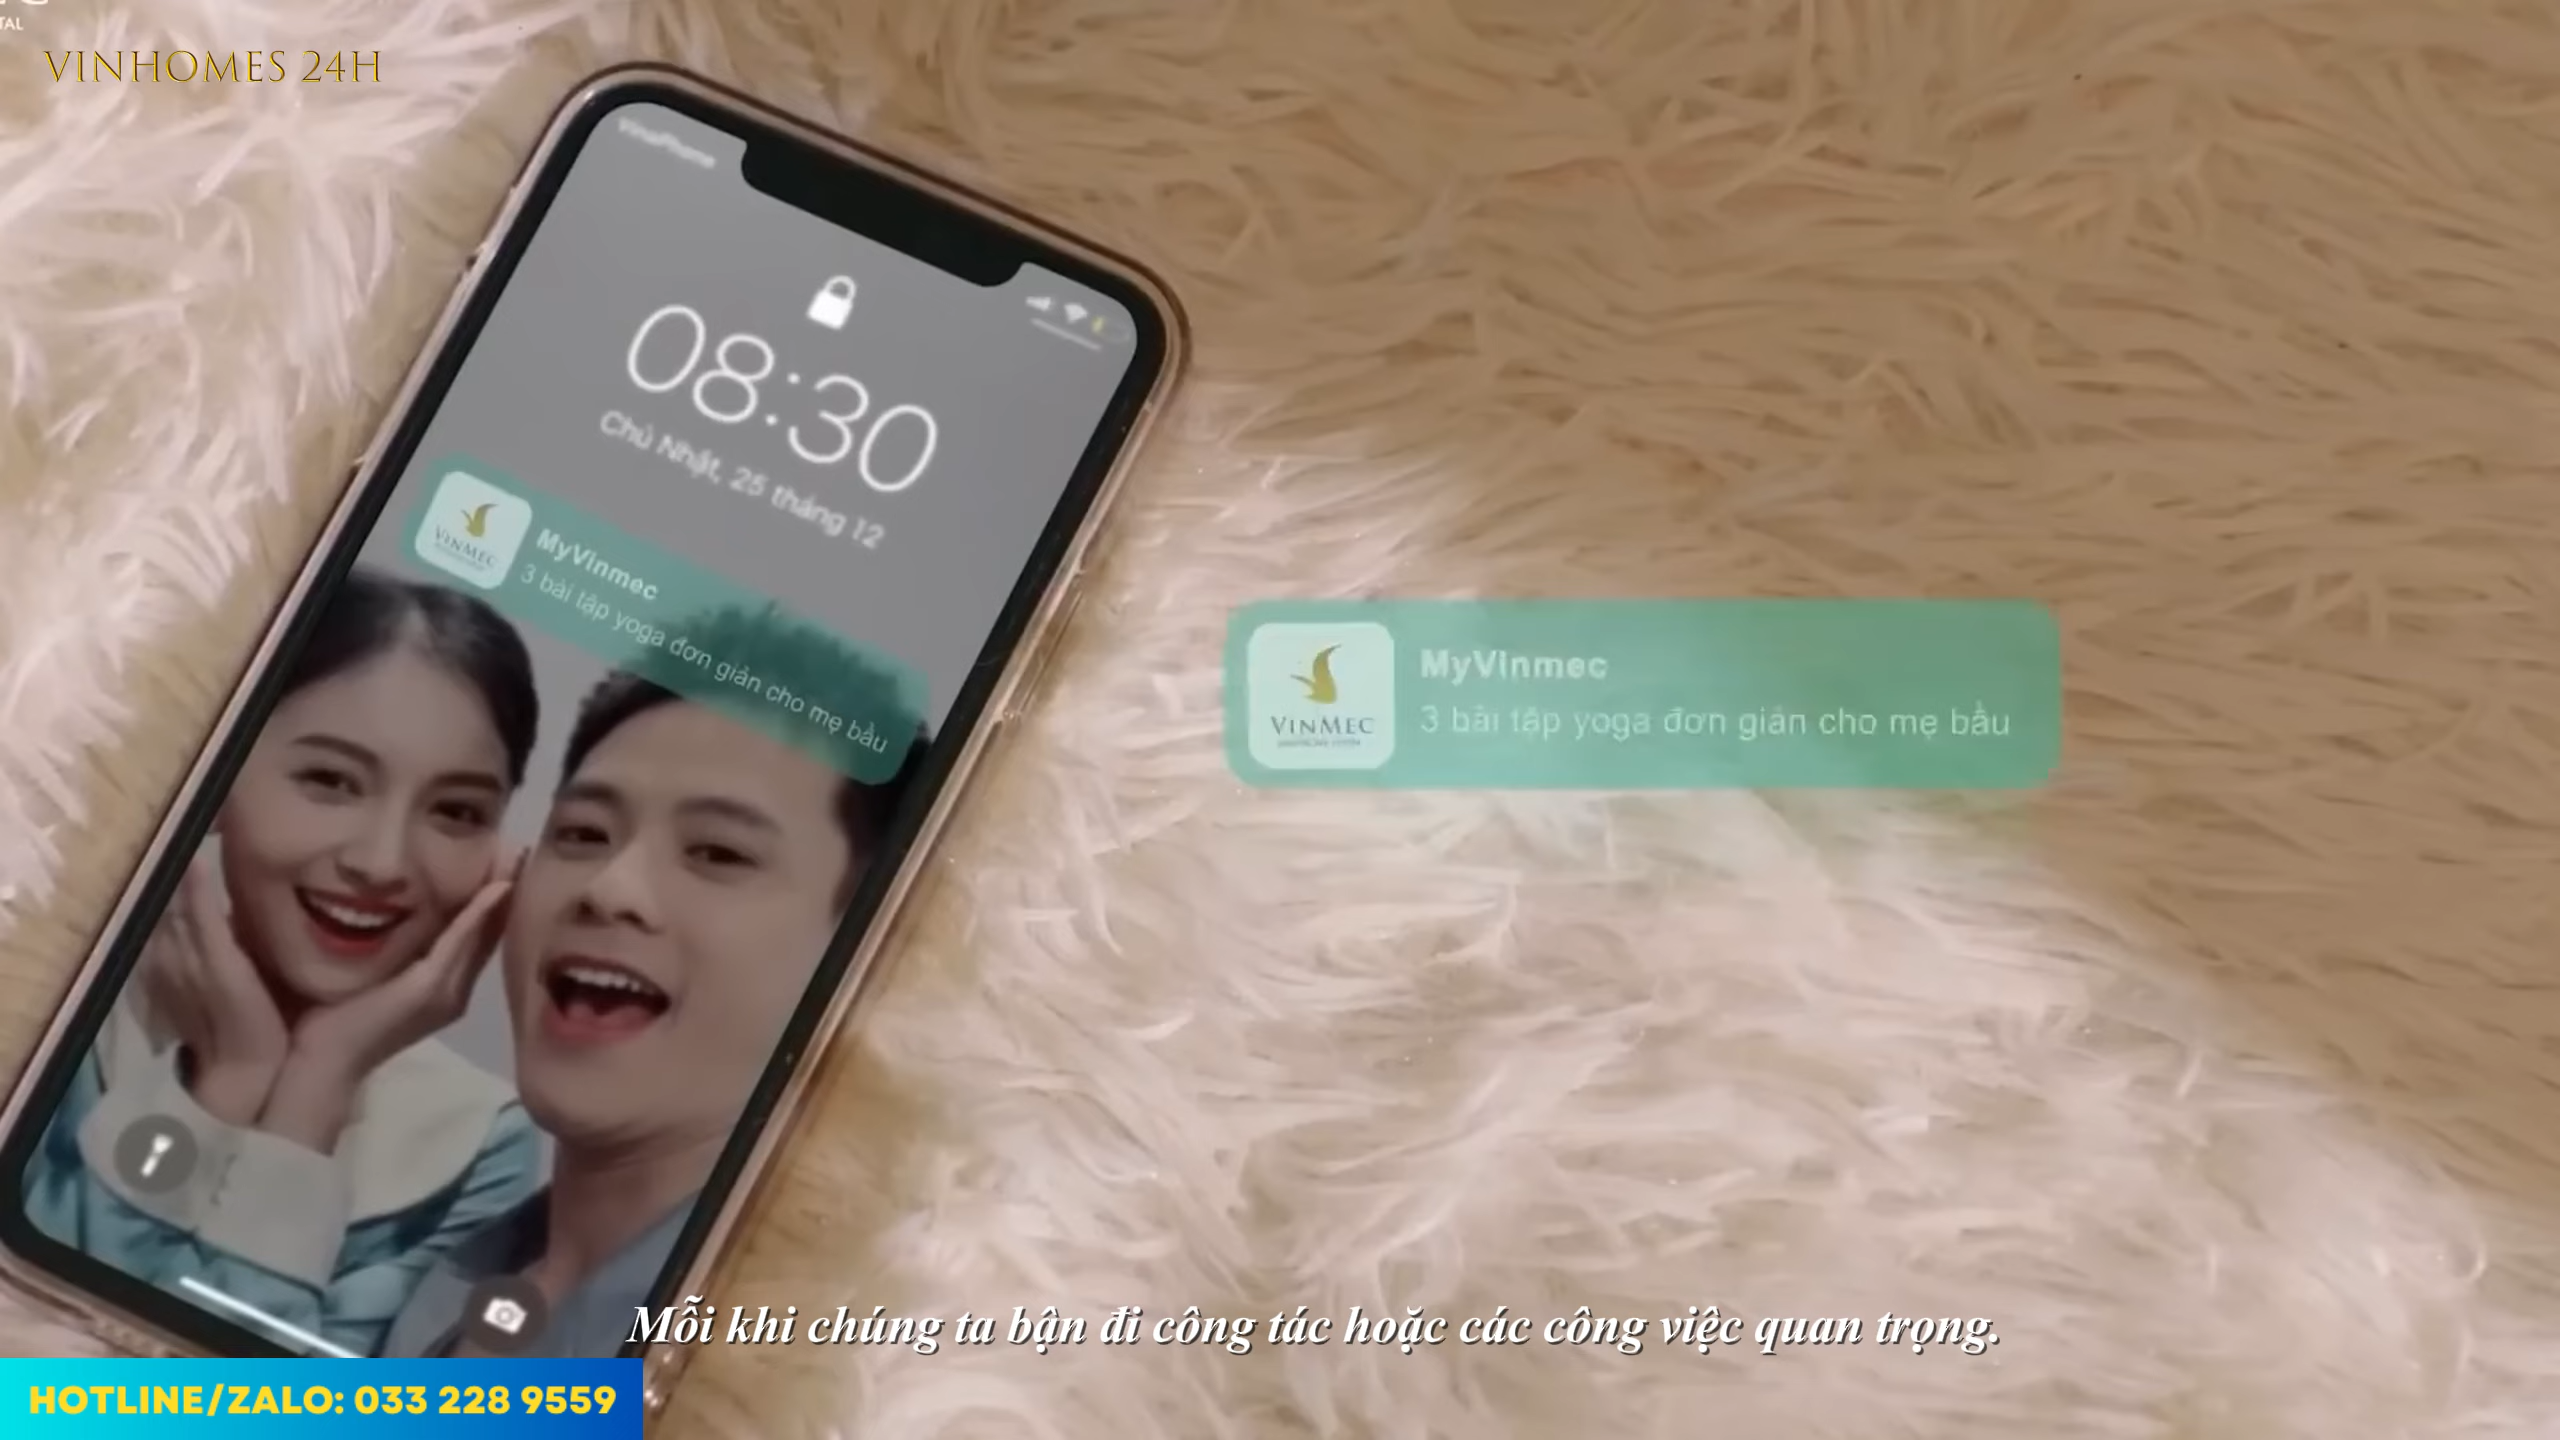 TAL
VINHOMES 24H
VinaPhone
08:30
Chủ Nhật, 25 tháng 12
VINMEC
MyVinmec
3 bài tập yoga đơn giản cho mẹ bầu
VINMEC
MyVinmec
3 bài tập yoga đơn giản cho mẹ bầu
Mỗi khi chúng ta bận đi công tác hoặc các công việc quan trọng.
HOTLINE/ZALO: 033 228 9559